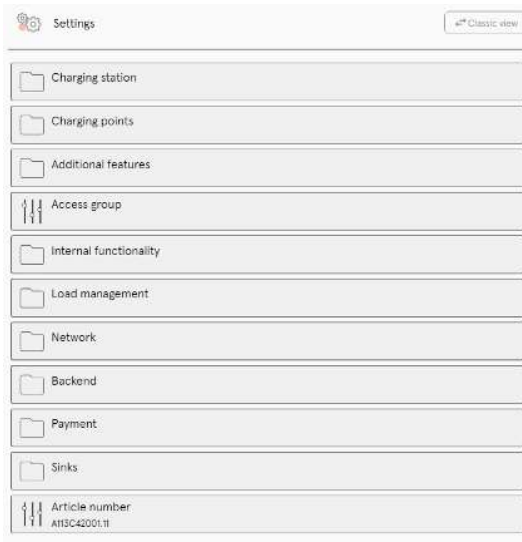 Settings
Classic view
Charging station
Charging points
Additional features
Access group
Internal functionality
Load management
Network
Backend
Payment
Sinks
Article number
A113C42001.11